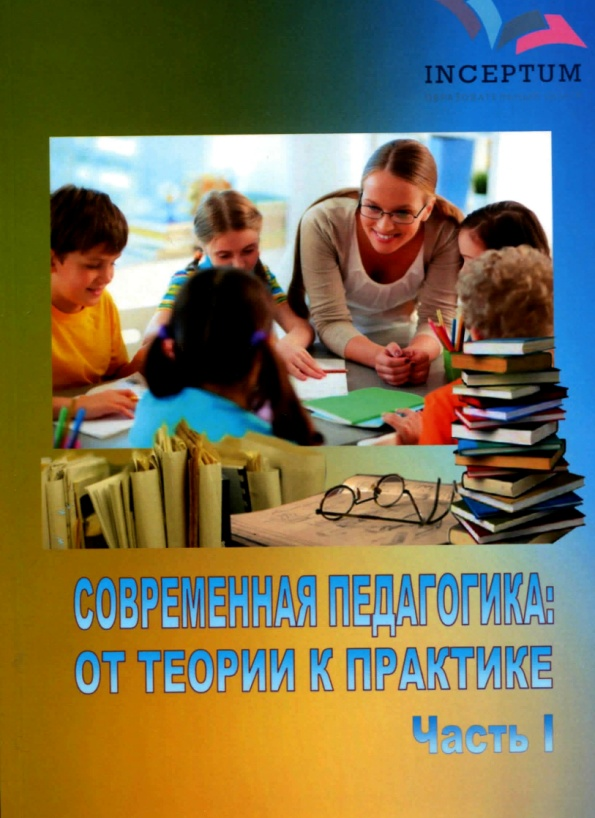 INCEPTUM
СОВРЕМЕННАЯ ПЕДАГОГИКА:
ОТ ТЕОРИИ К ПРАКТИКЕ
Часть I